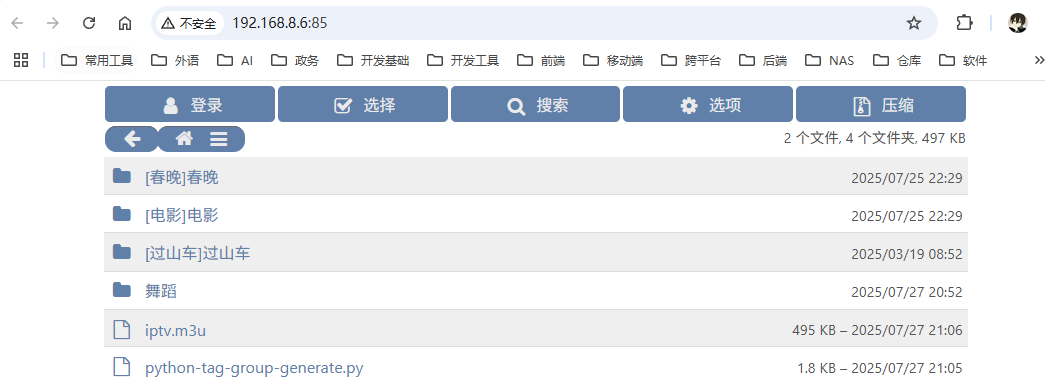 不安全 192.168.8.6:85
常用工具 外语 AI 政务 开发基础 开发工具 前端 移动端 跨平台 后端 NAS 仓库 软件
登录 选择 搜索 选项 压缩
2 个文件, 4 个文件夹, 497 KB
[春晚]春晚 2025/07/25 22:29
[电影]电影 2025/07/25 22:29
[过山车]过山车 2025/03/19 08:52
舞蹈 2025/07/27 20:52
iptv.m3u 495 KB – 2025/07/27 21:06
python-tag-group-generate.py 1.8 KB – 2025/07/27 21:05